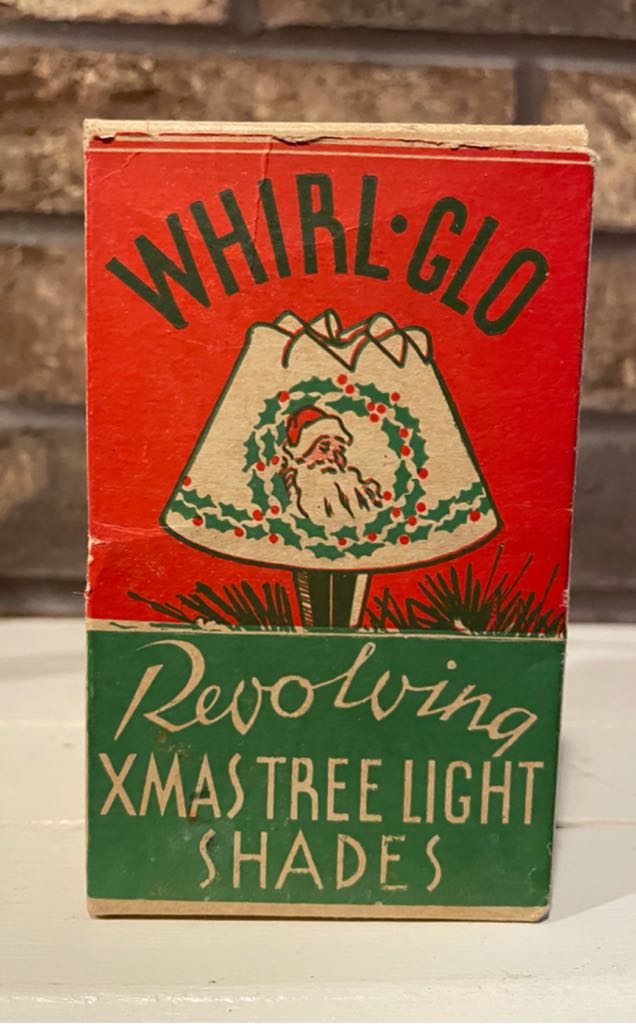 WHIRL·GLO
Revolving
XMAS TREE LIGHT
SHADES